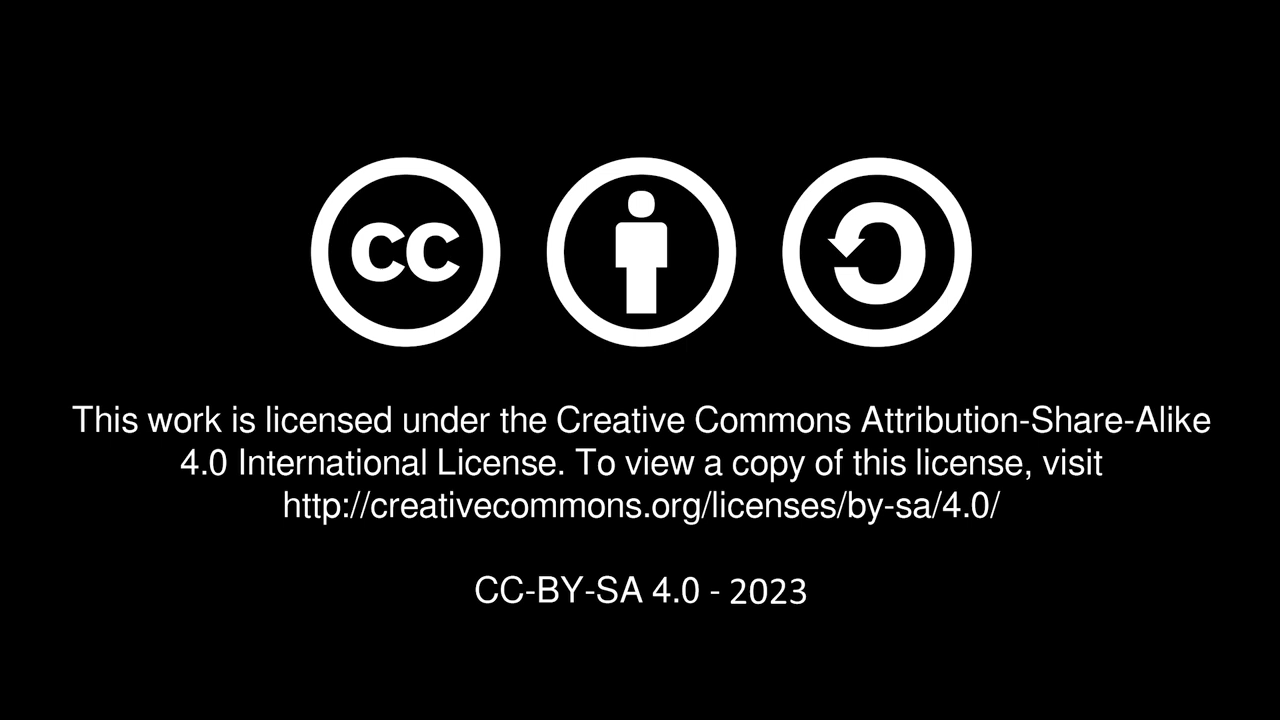 cc
This work is licensed under the Creative Commons Attribution-Share-Alike
4.0 International License. To view a copy of this license, visit
http://creativecommons.org/licenses/by-sa/4.0/
CC-BY-SA 4.0 - 2023